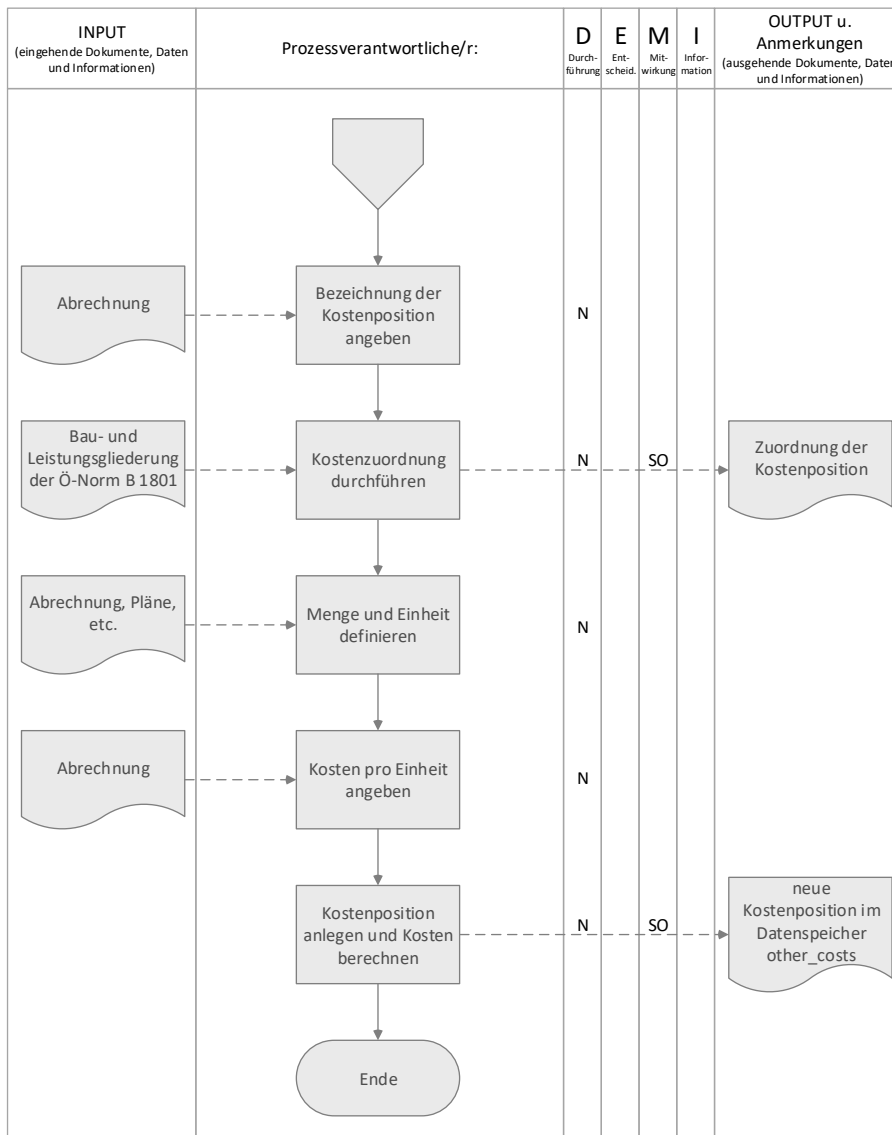 INPUT
(eingehende Dokumente, Daten
und Informationen)
Prozessverantwortliche/r:
D
Durch-
führung
E
Ent-
scheid.
M
Mit-
wirkung
I
Infor-
mation
OUTPUT u.
Anmerkungen
(ausgehende Dokumente, Daten
und Informationen)
Abrechnung
Bezeichnung der
Kostenposition
angeben
N
Bau- und
Leistungsgliederung
der Ö-Norm B 1801
Kostenzuordnung
durchführen
N
SO
Zuordnung der
Kostenposition
Abrechnung, Pläne,
etc.
Menge und Einheit
definieren
N
Abrechnung
Kosten pro Einheit
angeben
N
Kostenposition
anlegen und Kosten
berechnen
N
SO
neue
Kostenposition im
Datenspeicher
other_costs
Ende